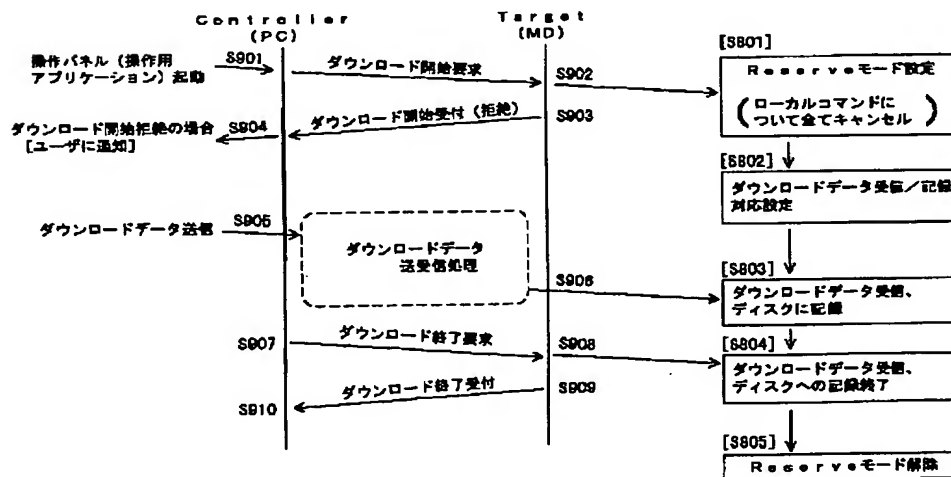 Controller
(PC)
Target
(MD)
操作パネル（操作用
アプリケーション）起動
S901
ダウンロード開始要求
S902
ダウンロード開始受付（拒絶）
S903
S904
ダウンロード開始拒絶の場合
[ユーザに通知]
ダウンロードデータ送信
S905
ダウンロードデータ
送受信処理
S906
S907
ダウンロード終了要求
S908
ダウンロード終了受付
S909
S910
[S801]
Reserveモード設定
（ローカルコマンドに
ついて全てキャンセル）
[S802]
ダウンロードデータ受信／記録
対応設定
[S803]
ダウンロードデータ受信、
ディスクに記録
[S804]
ダウンロードデータ受信、
ディスクへの記録終了
[S805]
Reserveモード解除